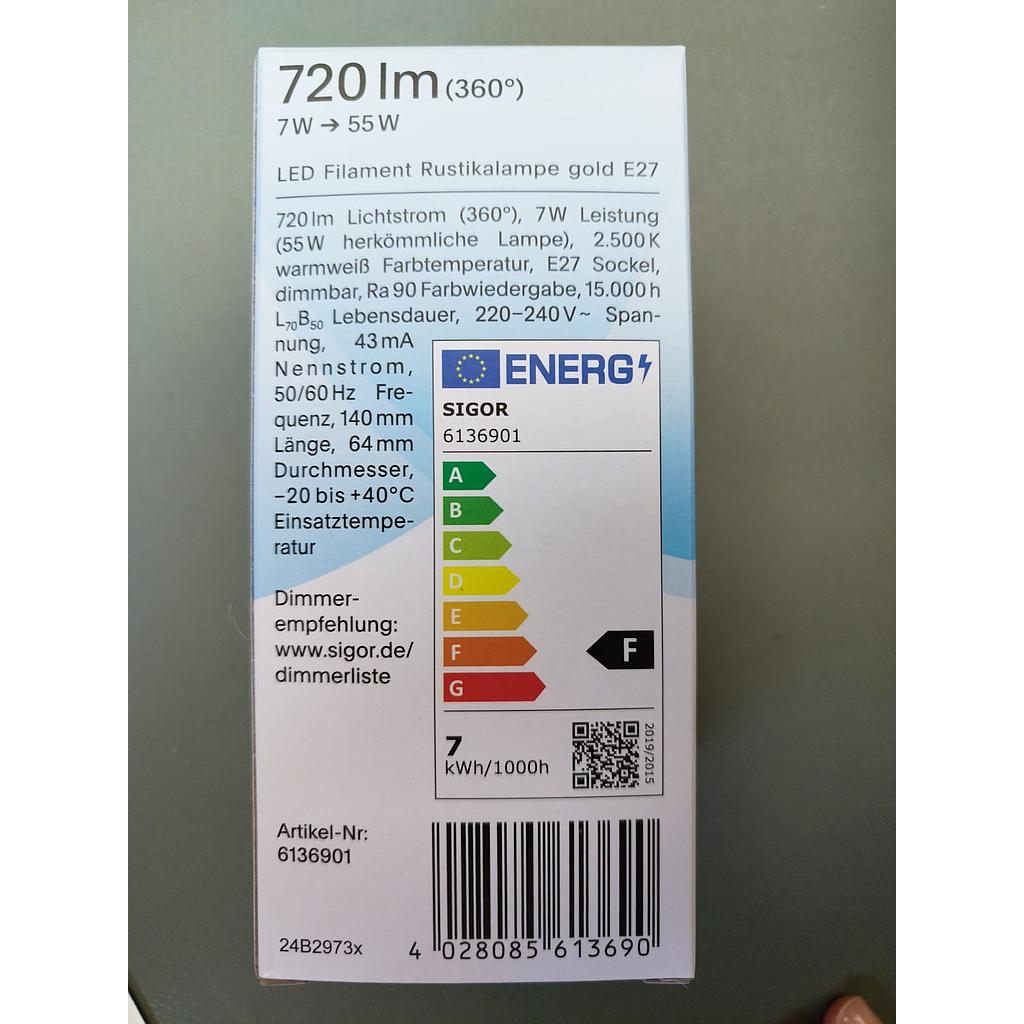 720 lm (360°)
7 W → 55 W
LED Filament Rustikalampe gold E27
720 lm Lichtstrom (360°), 7 W Leistung
(55 W herkömmliche Lampe), 2.500 K
warmweiß Farbtemperatur, E27 Sockel,
dimmbar, Ra 90 Farbwiedergabe, 15.000 h
L70B50 Lebensdauer, 220–240 V~ Span-
nung, 43 mA
Nennstrom,
50/60 Hz Fre-
quenz, 140 mm
Länge, 64 mm
Durchmesser,
–20 bis +40°C
Einsatztempe-
ratur
Dimmer-
empfehlung:
www.sigor.de/
dimmerliste
ENERG
SIGOR
6136901
A
B
C
D
E
F
F
G
7
kWh/1000h
2019/2015
Artikel-Nr:
6136901
24B2973x
4 028085 613690